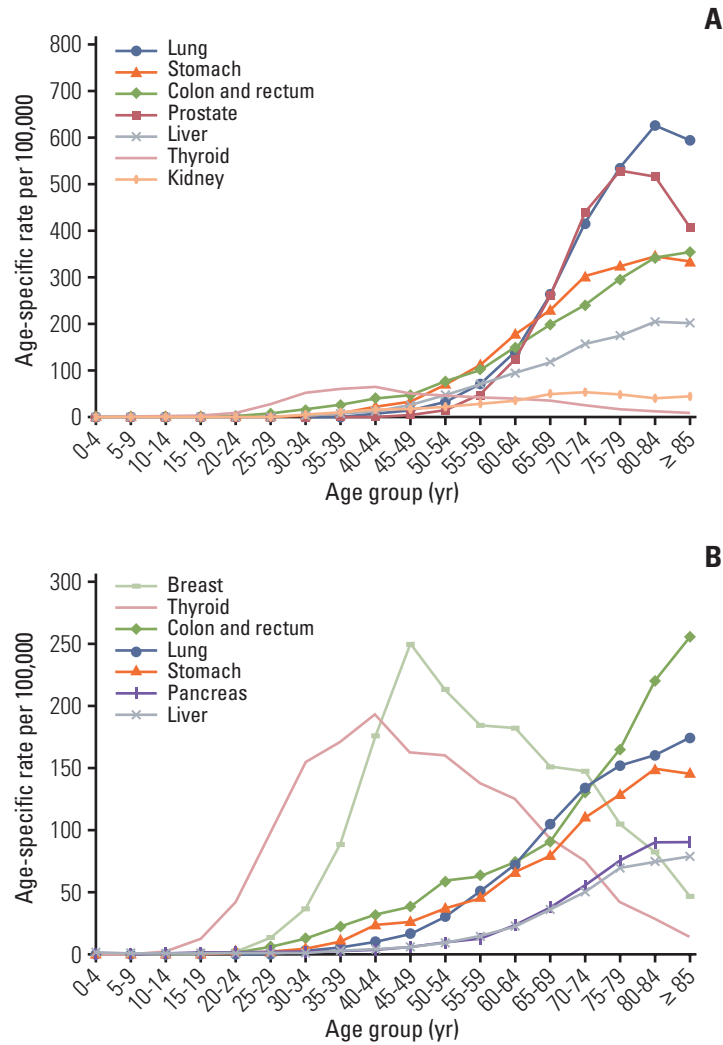 A
Age-specific rate per 100,000
800
700
600
500
400
300
200
100
0
Lung
Stomach
Colon and rectum
Prostate
Liver
Thyroid
Kidney
0-4
5-9
10-14
15-19
20-24
25-29
30-34
35-39
40-44
45-49
50-54
55-59
60-64
65-69
70-74
75-79
80-84
≥ 85
Age group (yr)
B
Age-specific rate per 100,000
300
250
200
150
100
50
0
Breast
Thyroid
Colon and rectum
Lung
Stomach
Pancreas
Liver
0-4
5-9
10-14
15-19
20-24
25-29
30-34
35-39
40-44
45-49
50-54
55-59
60-64
65-69
70-74
75-79
80-84
≥ 85
Age group (yr)